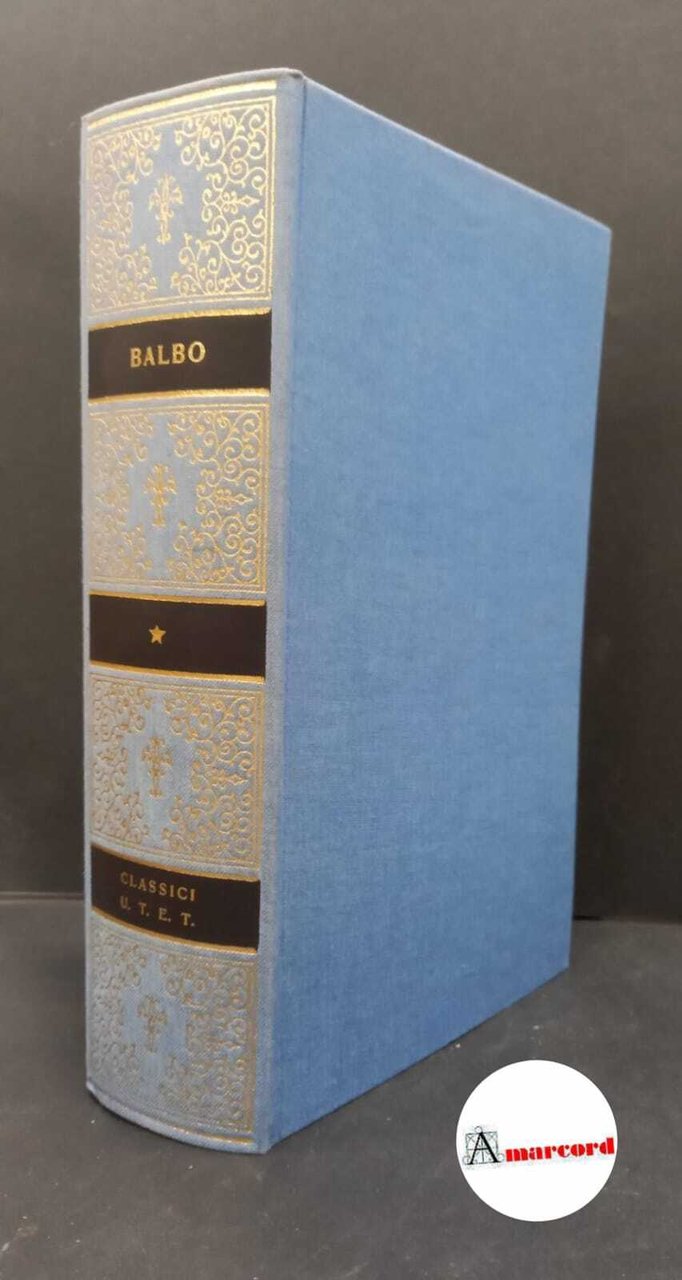 BALBO
CLASSICI
U. T. E. T.
Amarcord